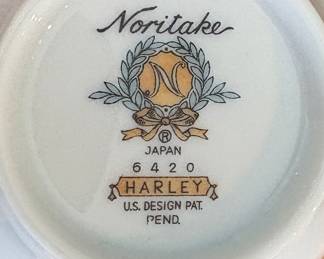 Noritake
N
®
JAPAN
6420
HARLEY
U.S. DESIGN PAT.
PEND.